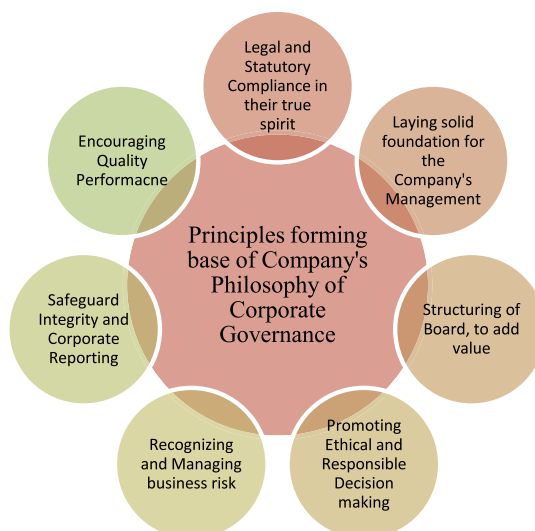 Legal and
Statutory
Compliance in
their true
spirit
Laying solid
foundation for
the
Company's
Management
Structuring of
Board, to add
value
Promoting
Ethical and
Responsible
Decision
making
Recognizing
and Managing
business risk
Safeguard
Integrity and
Corporate
Reporting
Encouraging
Quality
Performacne
Principles forming
base of Company's
Philosophy of
Corporate
Governance